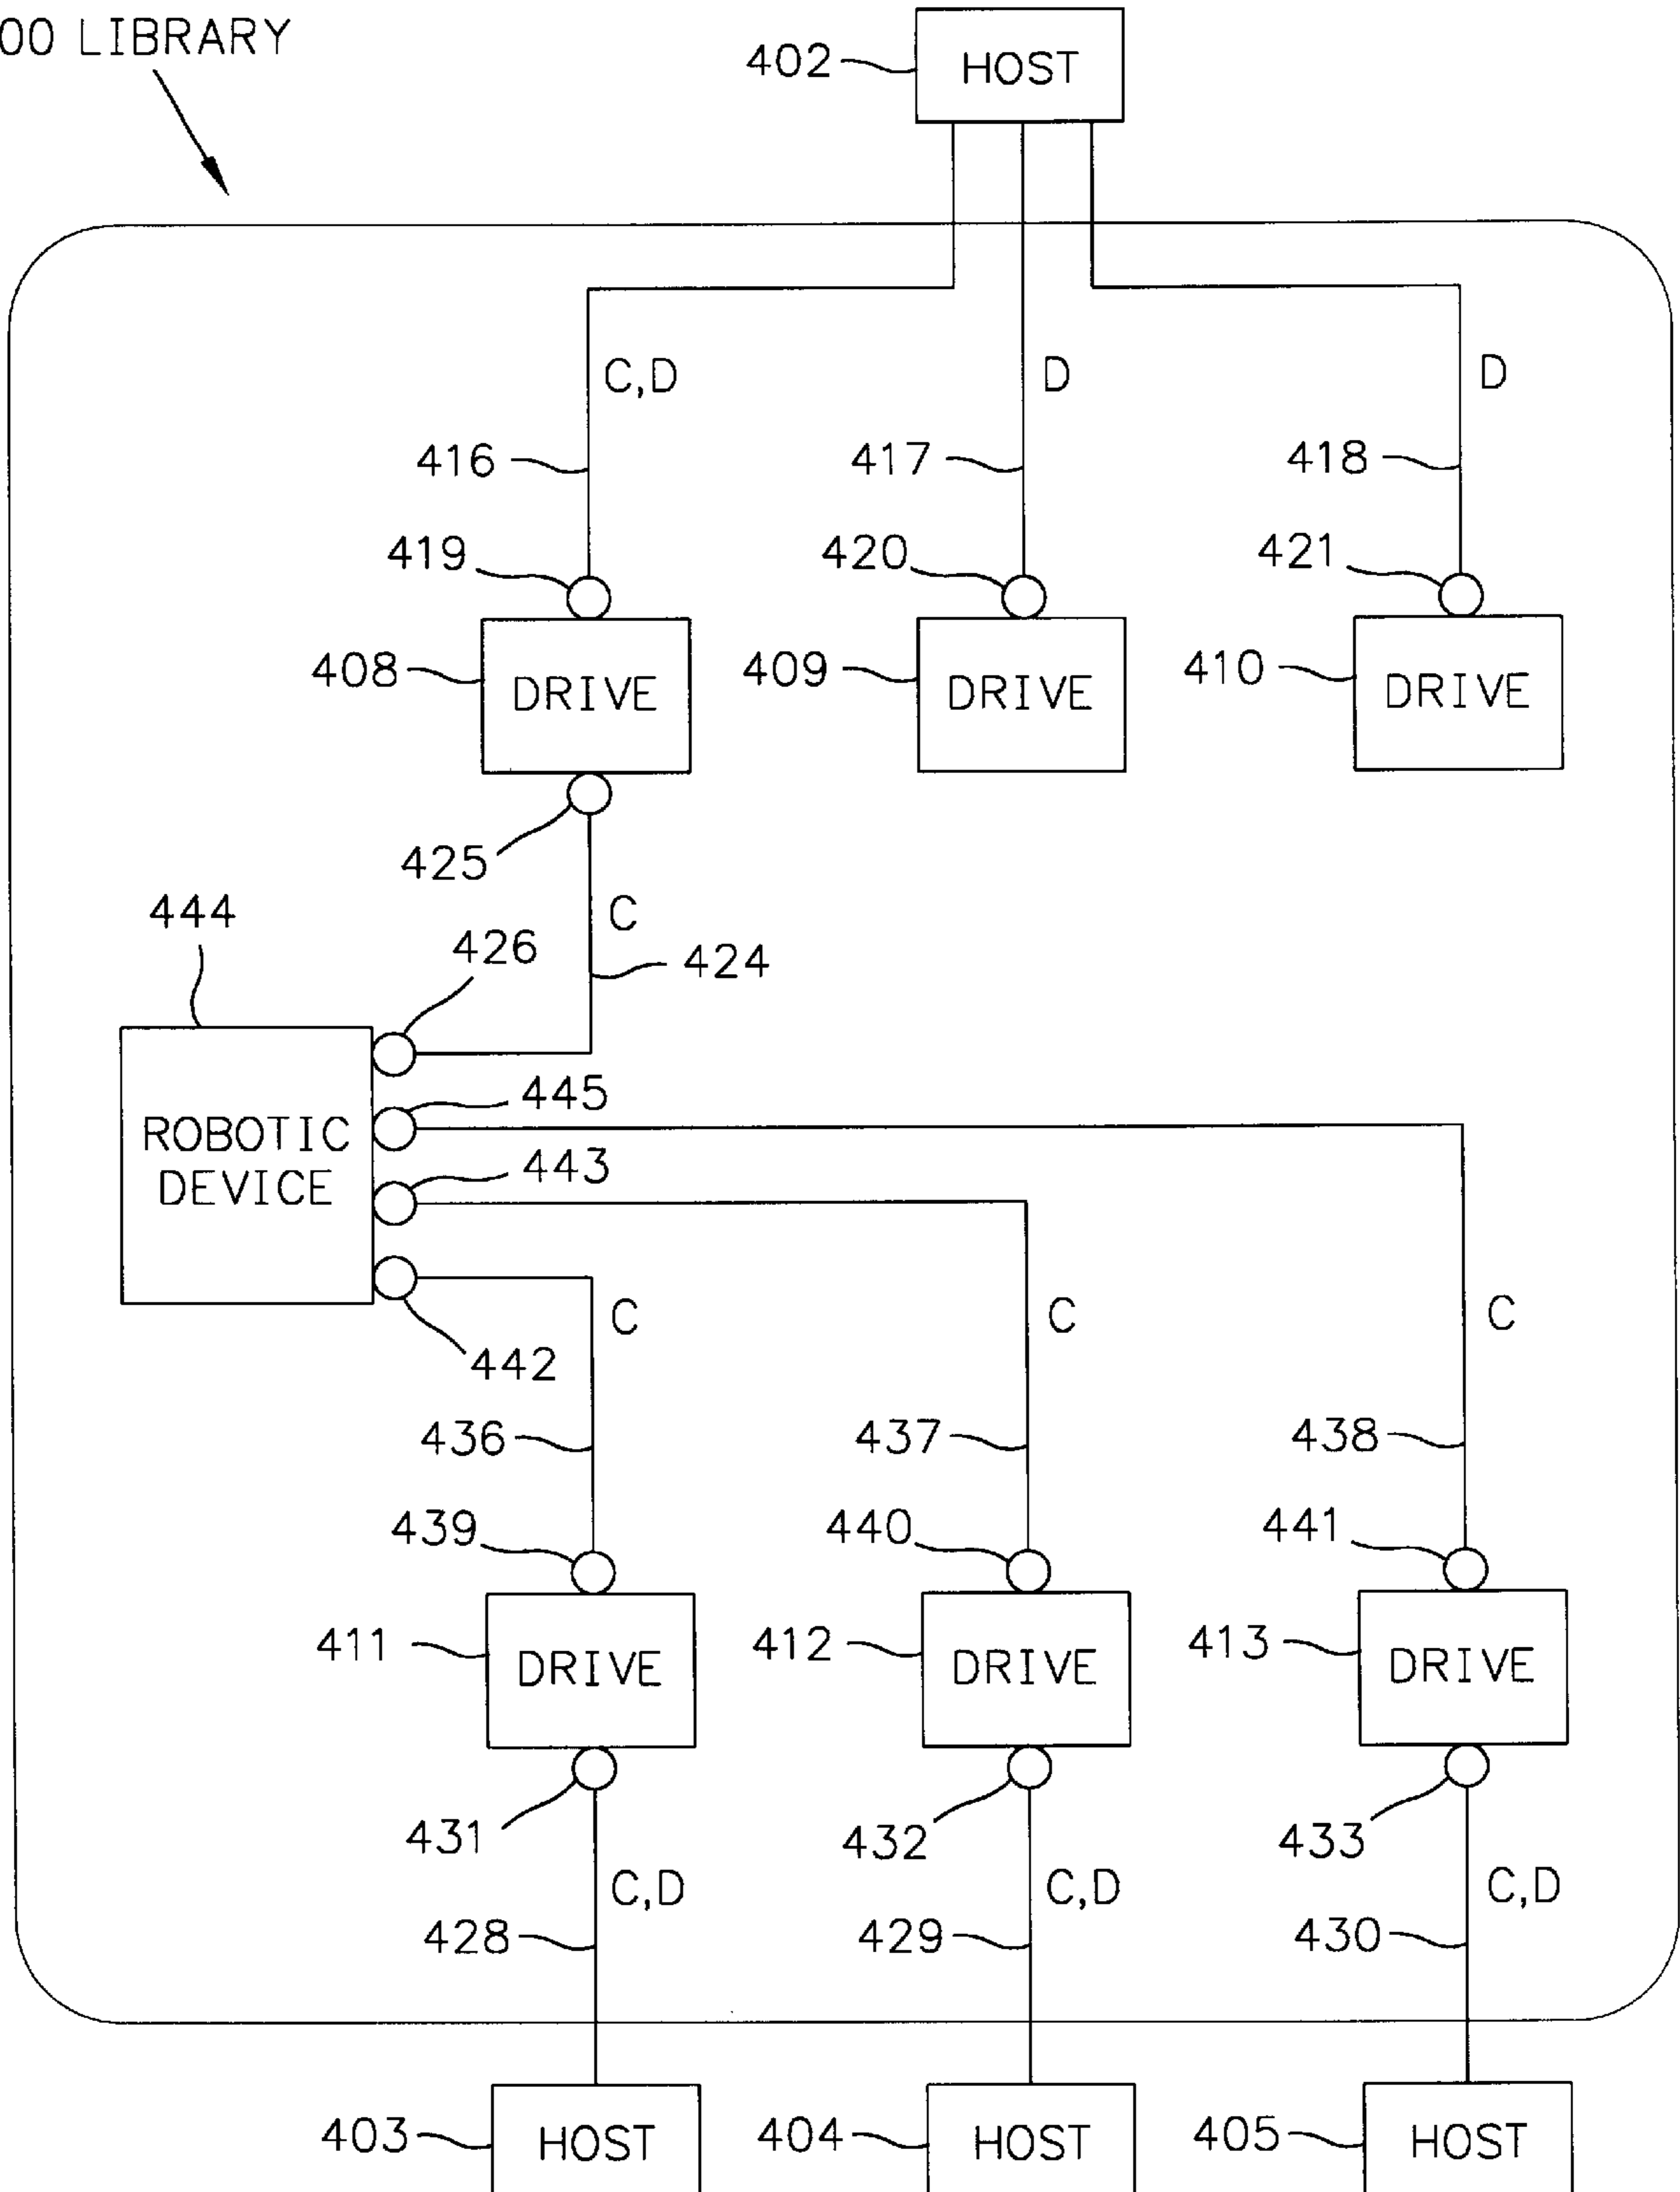 00 LIBRARY
402 HOST
C,D D D
416 417 418
419 420 421
408 DRIVE 409 DRIVE 410 DRIVE
425
C
444 426 424
445
ROBOTIC
DEVICE
443
C C C
442
436 437 438
439 440 441
411 DRIVE 412 DRIVE 413 DRIVE
431 432 433
C,D C,D C,D
428 429 430
403 HOST 404 HOST 405 HOST